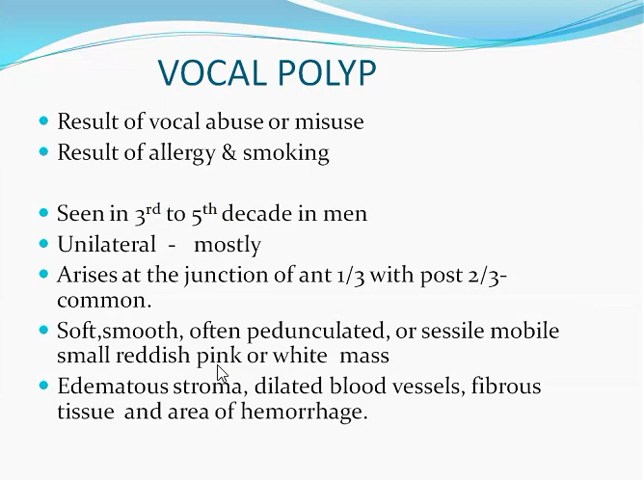 VOCAL POLYP
Result of vocal abuse or misuse
Result of allergy & smoking
Seen in 3rd to 5th decade in men
Unilateral - mostly
Arises at the junction of ant 1/3 with post 2/3-
common.
Soft,smooth, often pedunculated, or sessile mobile
small reddish pink or white mass
Edematous stroma, dilated blood vessels, fibrous
tissue and area of hemorrhage.